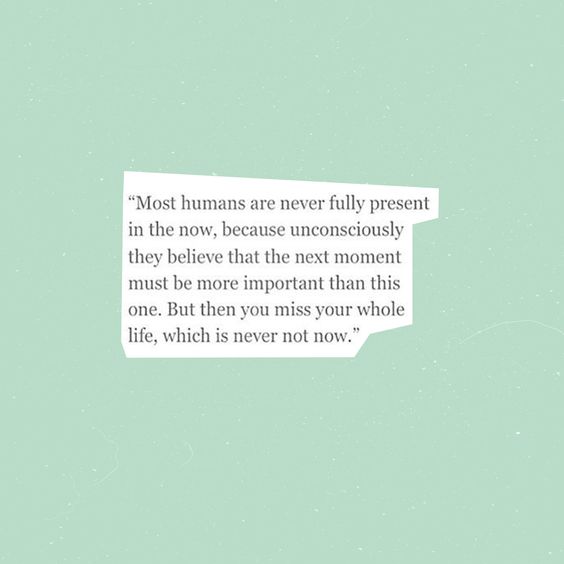 “Most humans are never fully present
in the now, because unconsciously
they believe that the next moment
must be more important than this
one. But then you miss your whole
life, which is never not now.”